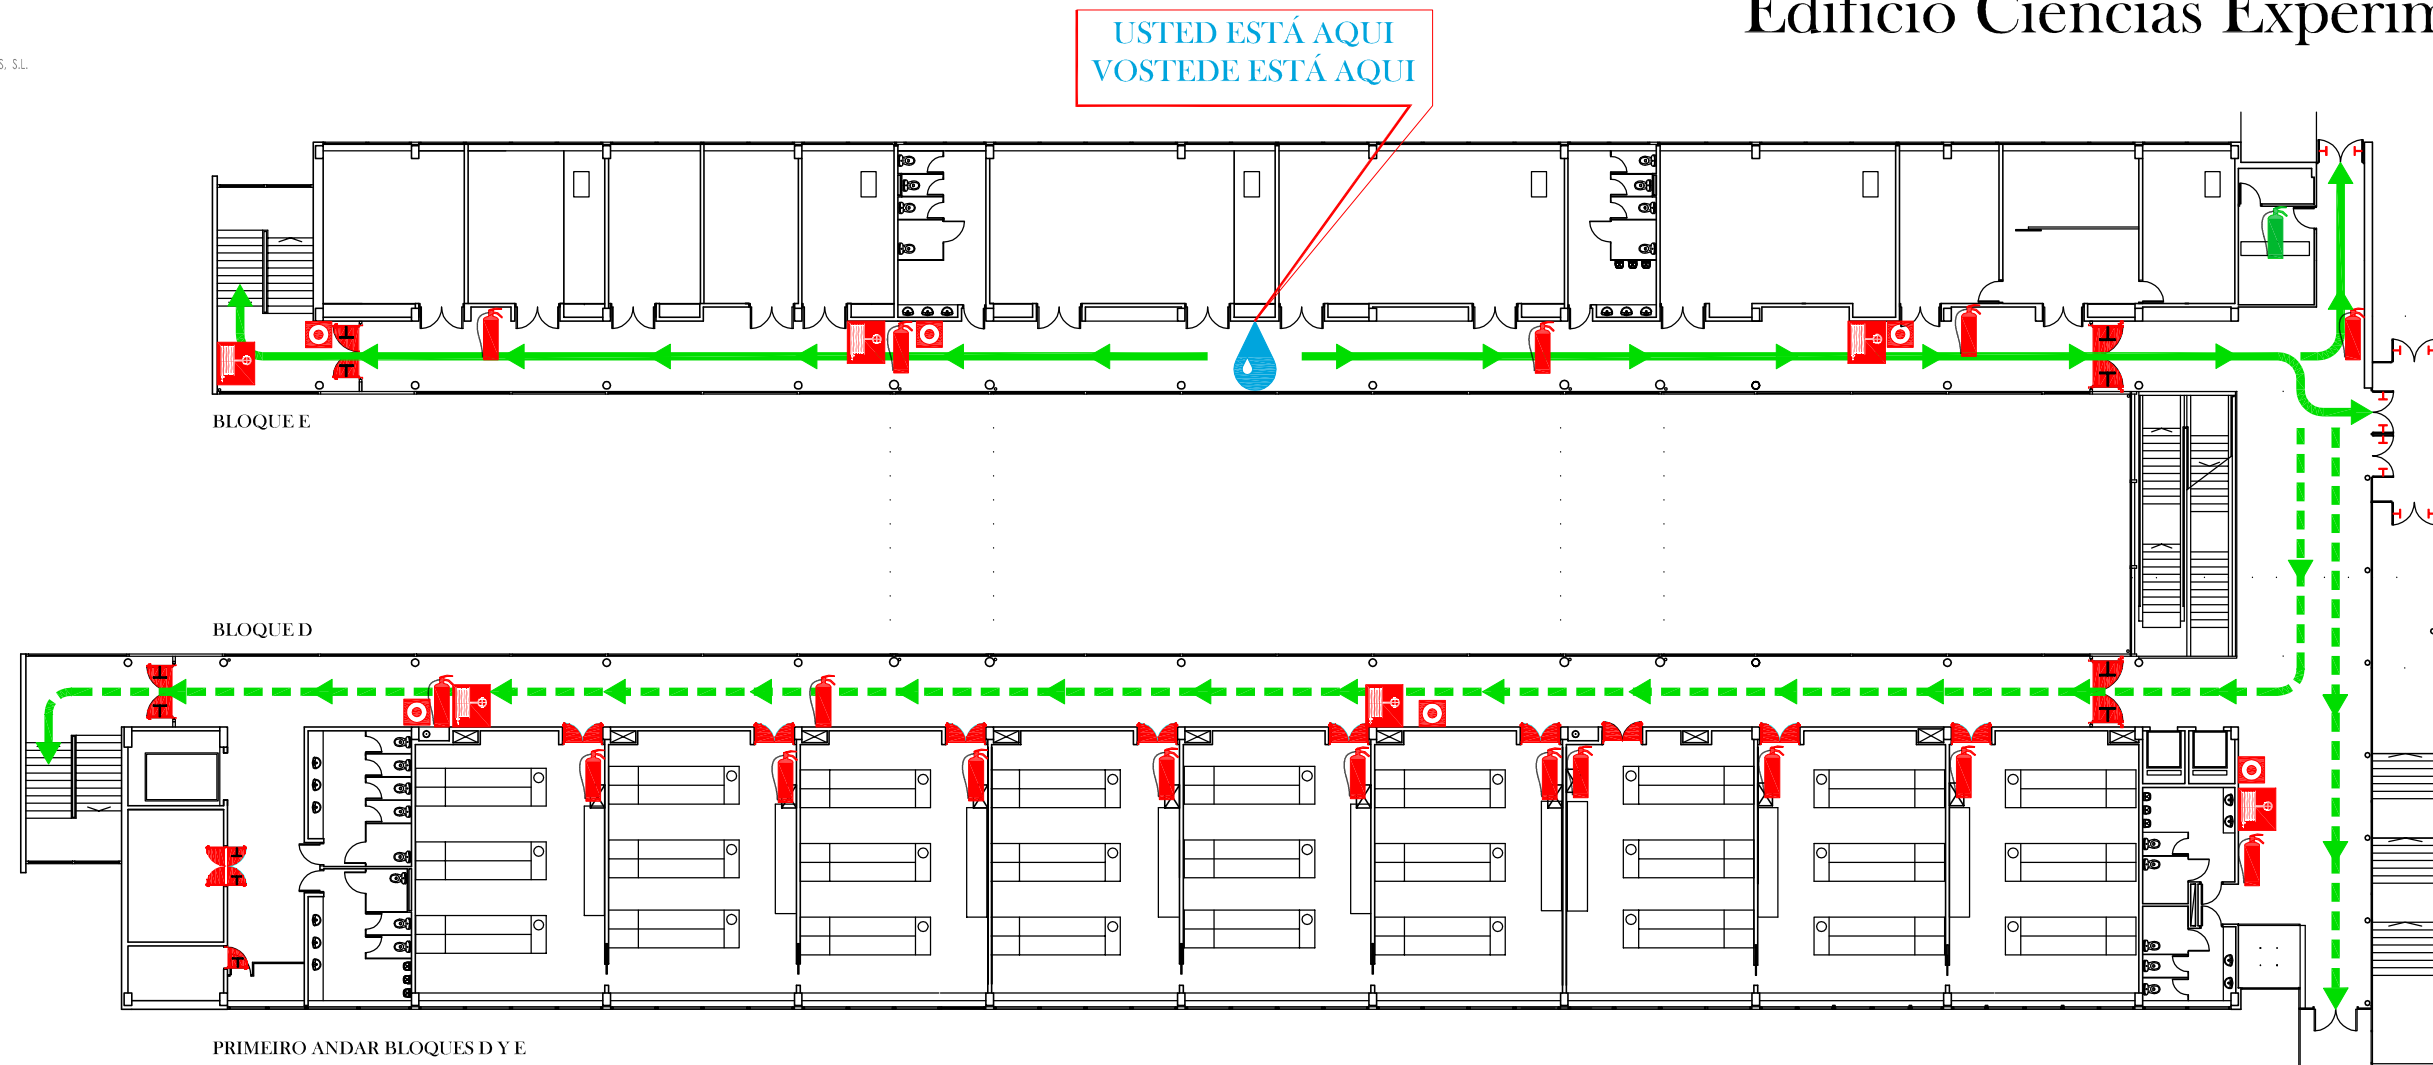 Edificio Ciencias Experim
USTED ESTÁ AQUI
VOSTEDE ESTÁ AQUI
S, S.L.
BLOQUE E
BLOQUE D
PRIMEIRO ANDAR BLOQUES D Y E